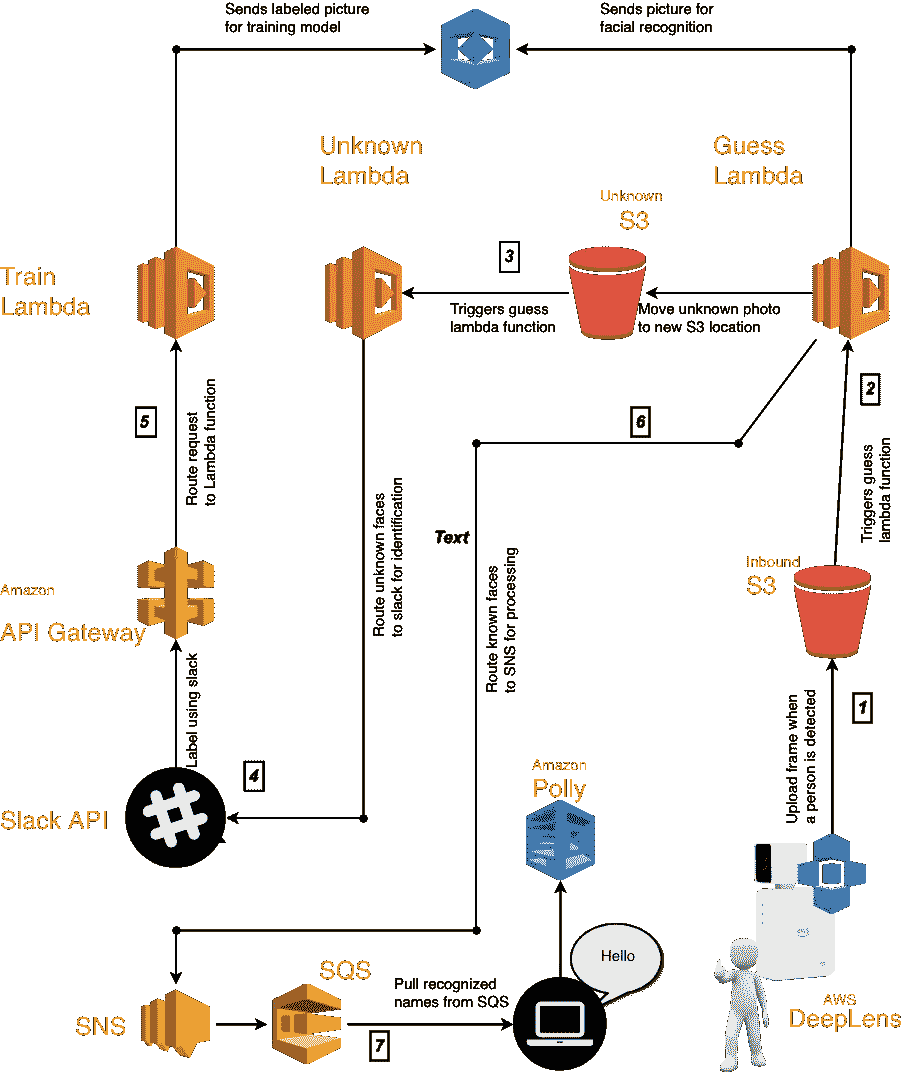 Sends labeled picture
for training model
Sends picture for
facial recognition
Unknown
Lambda
Guess
Lambda
Unknown
S3
Train
Lambda
3
Triggers guess
lambda function
Move unknown photo
to new S3 location
2
Triggers guess
lambda function
5
Route request
to Lambda function
6
Text
Route unknown faces
to slack for identification
Route known faces
to SNS for processing
Inbound
S3
Amazon
API Gateway
Label using slack
1
Upload frame when
a person is detected
4
Slack API
Amazon
Polly
Hello
SQS
Pull recognized
names from SQS
SNS
7
AWS
DeepLens